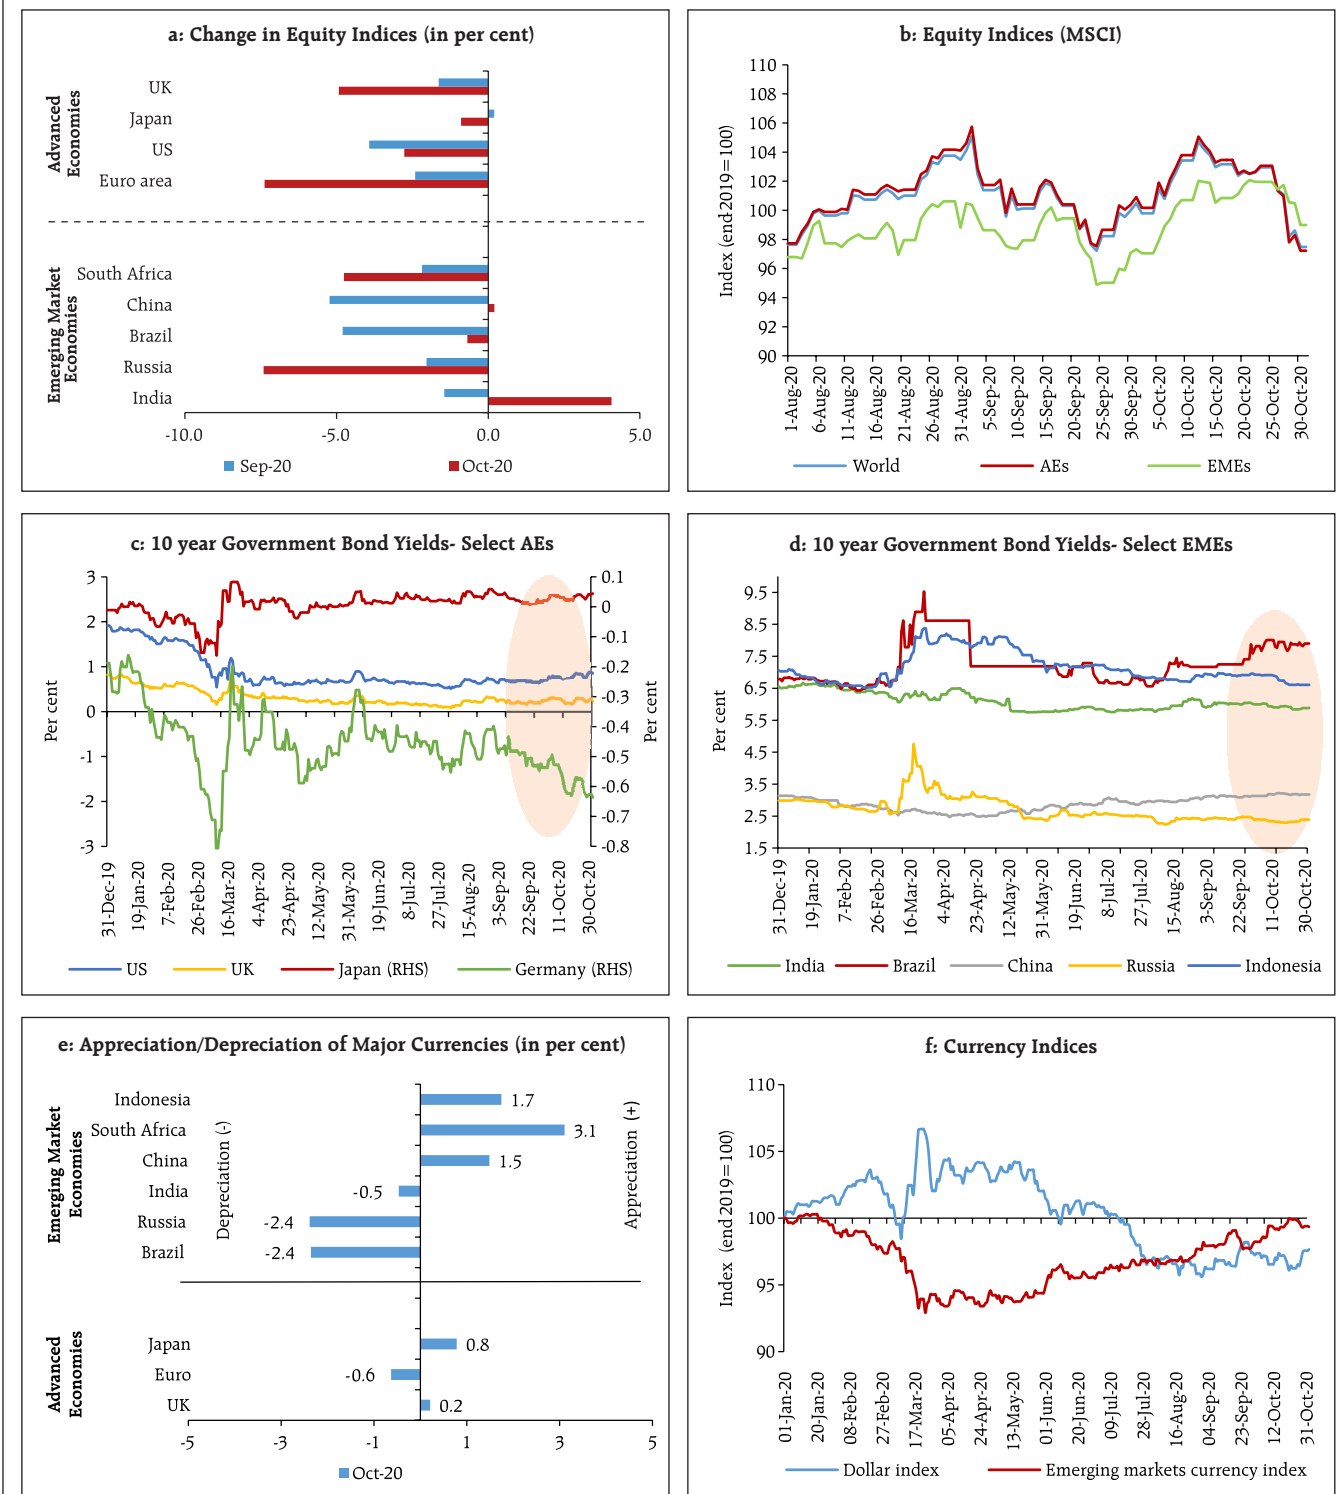 a: Change in Equity Indices (in per cent)
Advanced
Economies
UK
Japan
US
Euro area
Emerging Market
Economies
South Africa
China
Brazil
Russia
India
-10.0 -5.0 0.0 5.0
Sep-20 Oct-20
b: Equity Indices (MSCI)
Index (end 2019=100)
110
108
106
104
102
100
98
96
94
92
90
1-Aug-20
6-Aug-20
11-Aug-20
16-Aug-20
21-Aug-20
26-Aug-20
31-Aug-20
5-Sep-20
10-Sep-20
15-Sep-20
20-Sep-20
25-Sep-20
30-Sep-20
5-Oct-20
10-Oct-20
15-Oct-20
20-Oct-20
25-Oct-20
30-Oct-20
World AEs EMEs
c: 10 year Government Bond Yields- Select AEs
Per cent
3
2
1
0
-1
-2
-3
0.1
0
-0.1
-0.2
-0.3
-0.4
-0.5
-0.6
-0.7
-0.8
Per cent
31-Dec-19
19-Jan-20
7-Feb-20
26-Feb-20
16-Mar-20
4-Apr-20
23-Apr-20
12-May-20
31-May-20
19-Jun-20
8-Jul-20
27-Jul-20
15-Aug-20
3-Sep-20
22-Sep-20
11-Oct-20
30-Oct-20
US UK Japan (RHS) Germany (RHS)
d: 10 year Government Bond Yields- Select EMEs
Per cent
9.5
8.5
7.5
6.5
5.5
4.5
3.5
2.5
1.5
31-Dec-19
19-Jan-20
7-Feb-20
26-Feb-20
16-Mar-20
4-Apr-20
23-Apr-20
12-May-20
31-May-20
19-Jun-20
8-Jul-20
27-Jul-20
15-Aug-20
3-Sep-20
22-Sep-20
11-Oct-20
30-Oct-20
India Brazil China Russia Indonesia
e: Appreciation/Depreciation of Major Currencies (in per cent)
Emerging Market
Economies
Depreciation (-)
Appreciation (+)
Indonesia 1.7
South Africa 3.1
China 1.5
India -0.5
Russia -2.4
Brazil -2.4
Advanced
Economies
Japan 0.8
Euro -0.6
UK 0.2
-5 -3 -1 1 3 5
Oct-20
f: Currency Indices
Index (end 2019=100)
110
105
100
95
90
01-Jan-20
20-Jan-20
08-Feb-20
27-Feb-20
17-Mar-20
05-Apr-20
24-Apr-20
13-May-20
01-Jun-20
20-Jun-20
09-Jul-20
28-Jul-20
16-Aug-20
04-Sep-20
23-Sep-20
12-Oct-20
31-Oct-20
Dollar index Emerging markets currency index